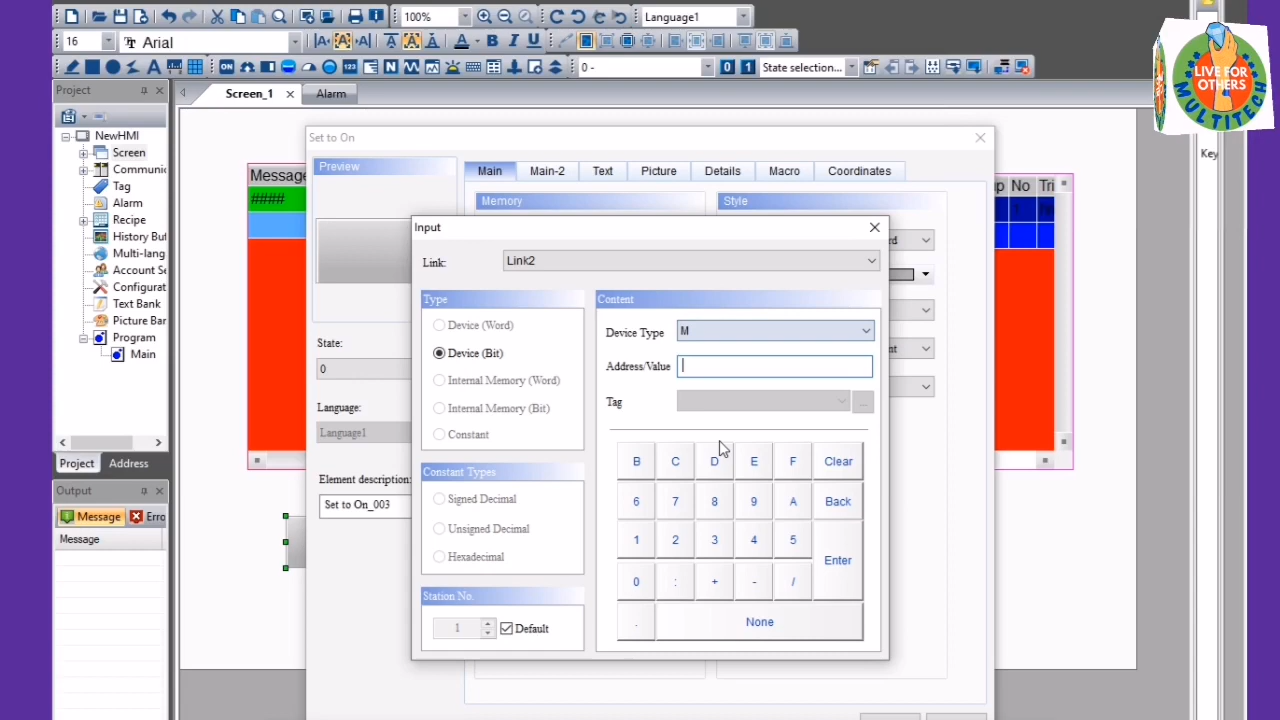 100%
Language1
16
Arial
ON
123
N
0 -
0
1
State selection...
LIVE FOR
OTHERS
MULTITECH
Project
Screen_1
Alarm
NewHMI
Screen
Communic
Tag
Alarm
Recipe
History But
Multi-lang
Account Se
Configurat
Text Bank
Picture Ban
Program
Main
Project
Address
Output
Message
Erro
Message
Message
####
No
Tri
Key
Set to On
Preview
Main
Main-2
Text
Picture
Details
Macro
Coordinates
Memory
Style
State:
0
Language:
Language1
Element description:
Set to On_003
Input
Link:
Link2
Type
Device (Word)
Device (Bit)
Internal Memory (Word)
Internal Memory (Bit)
Constant
Constant Types
Signed Decimal
Unsigned Decimal
Hexadecimal
Station No.
1
Default
Content
Device Type
M
Address/Value
Tag
...
B C D E F Clear
6 7 8 9 A Back
1 2 3 4 5
Enter
0 : + - /
. None